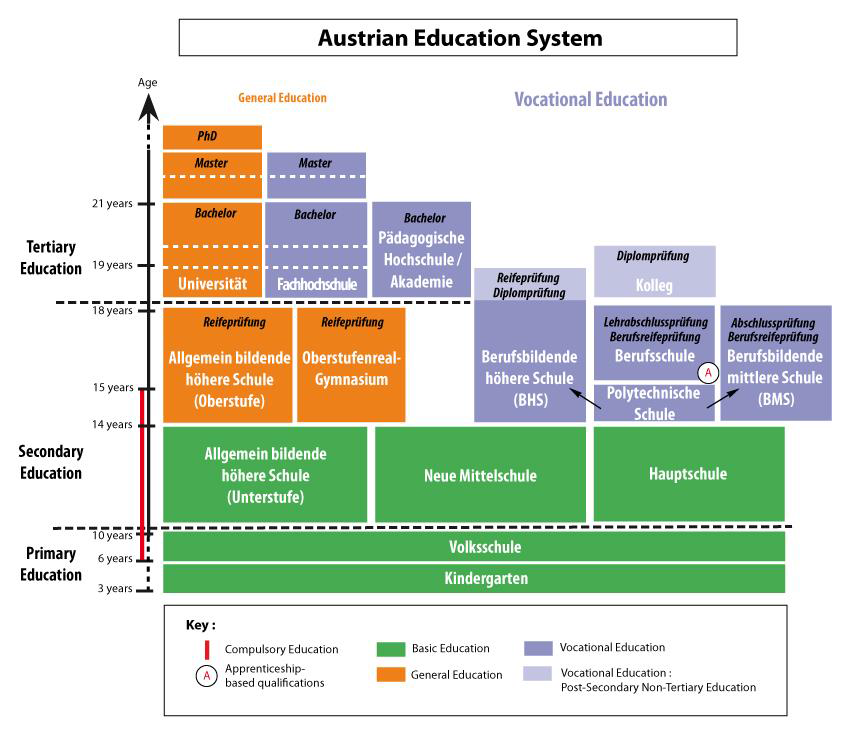 Austrian Education System
Age
General Education
Vocational Education
PhD
Master
Master
21 years
Bachelor
Bachelor
Bachelor
Pädagogische
Hochschule /
Akademie
Tertiary
Education
19 years
Universität
Fachhochschule
Reifeprüfung
Diplomprüfung
Diplomprüfung
Kolleg
18 years
Reifeprüfung
Allgemein bildende
höhere Schule
(Oberstufe)
Reifeprüfung
Oberstufenreal-
Gymnasium
Berufsbildende
höhere Schule
(BHS)
Lehrabschlussprüfung
Berufsreifeprüfung
Berufsschule
A
Polytechnische
Schule
Abschlussprüfung
Berufsreifeprüfung
Berufsbildende
mittlere Schule
(BMS)
15 years
14 years
Secondary
Education
Allgemein bildende
höhere Schule
(Unterstufe)
Neue Mittelschule
Hauptschule
10 years
Primary
Education
6 years
3 years
Volksschule
Kindergarten
Key :
Compulsory Education
A
Apprenticeship-
based qualifications
Basic Education
General Education
Vocational Education
Vocational Education :
Post-Secondary Non-Tertiary Education